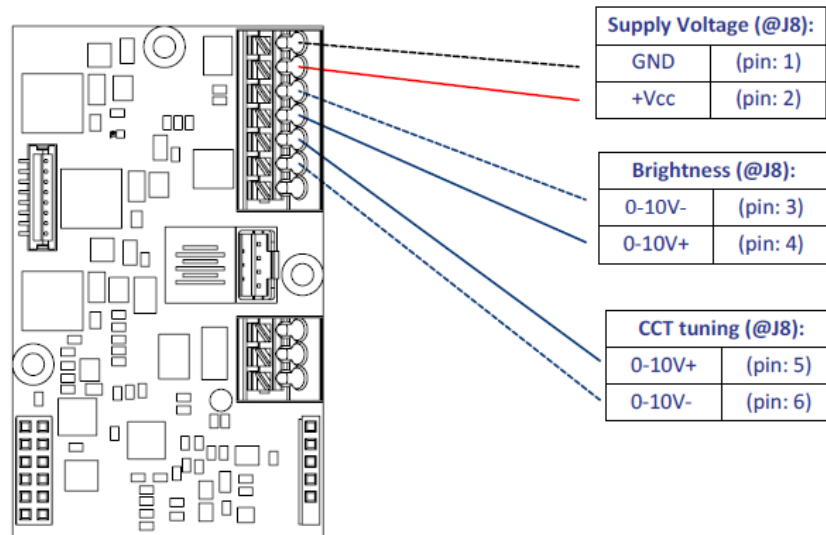 Supply Voltage (@J8):
GND (pin: 1)
+Vcc (pin: 2)
Brightness (@J8):
0-10V- (pin: 3)
0-10V+ (pin: 4)
CCT tuning (@J8):
0-10V+ (pin: 5)
0-10V- (pin: 6)